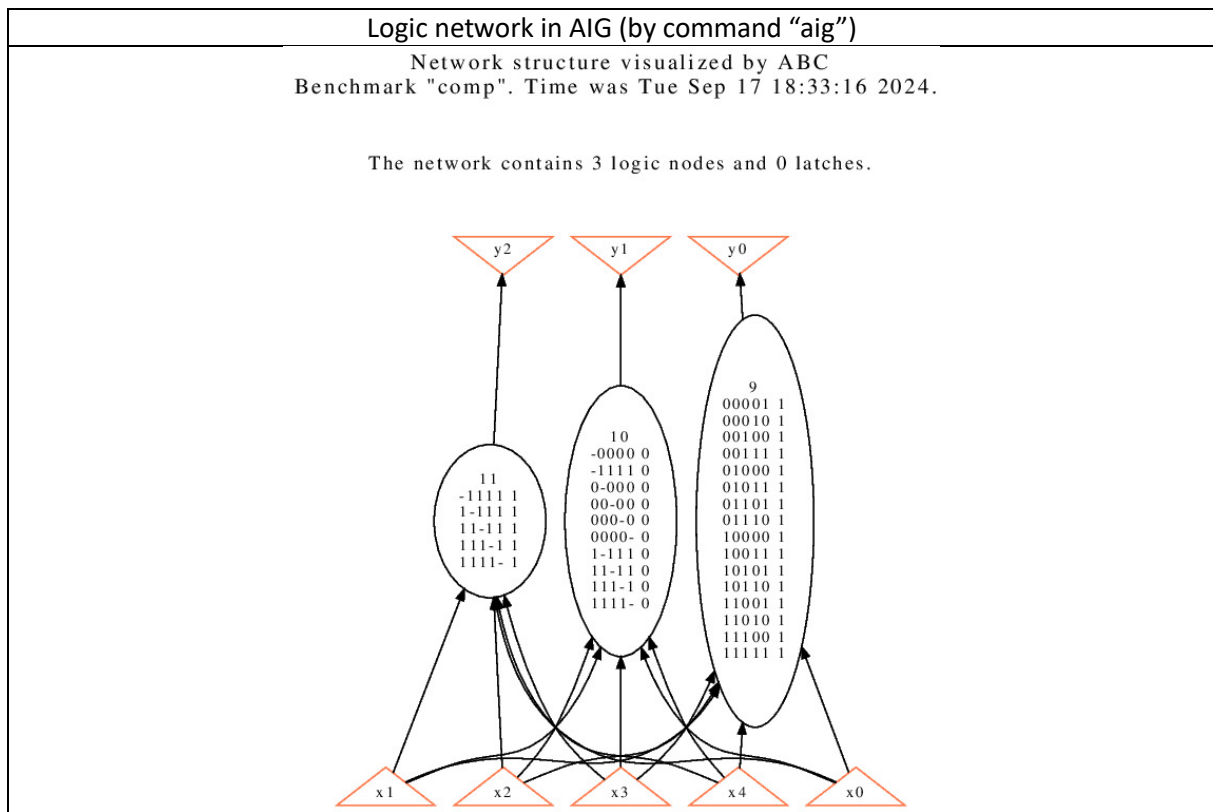 Logic network in AIG (by command “aig”)
Network structure visualized by ABC
Benchmark "comp". Time was Tue Sep 17 18:33:16 2024.
The network contains 3 logic nodes and 0 latches.
y2
y1
y0
11
-1111 1
1-111 1
11-11 1
111-1 1
1111- 1
10
-0000 0
-1111 0
0-000 0
00-00 0
000-0 0
0000- 0
1-111 0
11-11 0
111-1 0
1111- 0
9
00001 1
00010 1
00100 1
00111 1
01000 1
01011 1
01101 1
01110 1
10000 1
10011 1
10101 1
10110 1
11001 1
11010 1
11100 1
11111 1
x1
x2
x3
x4
x0